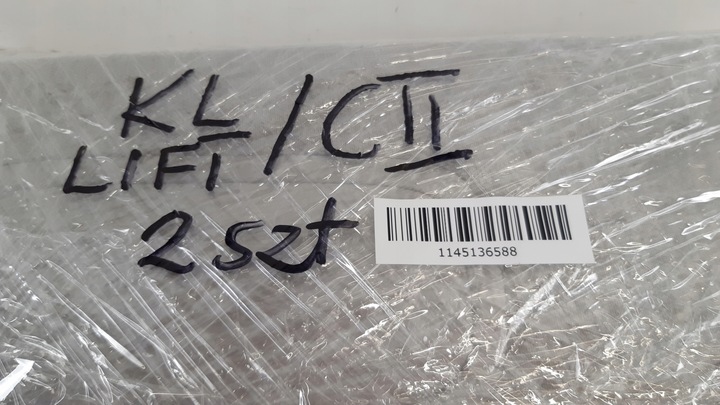 KL/CII
LIFI
2 szt
1145136588